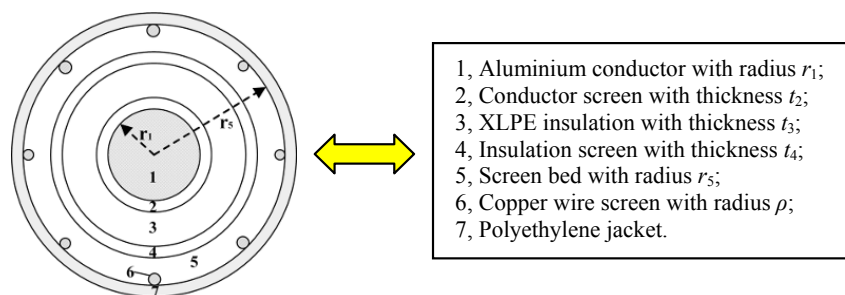 r₁
r₅
1
2
3
4
5
6
7
1, Aluminium conductor with radius r₁;
2, Conductor screen with thickness t₂;
3, XLPE insulation with thickness t₃;
4, Insulation screen with thickness t₄;
5, Screen bed with radius r₅;
6, Copper wire screen with radius ρ;
7, Polyethylene jacket.